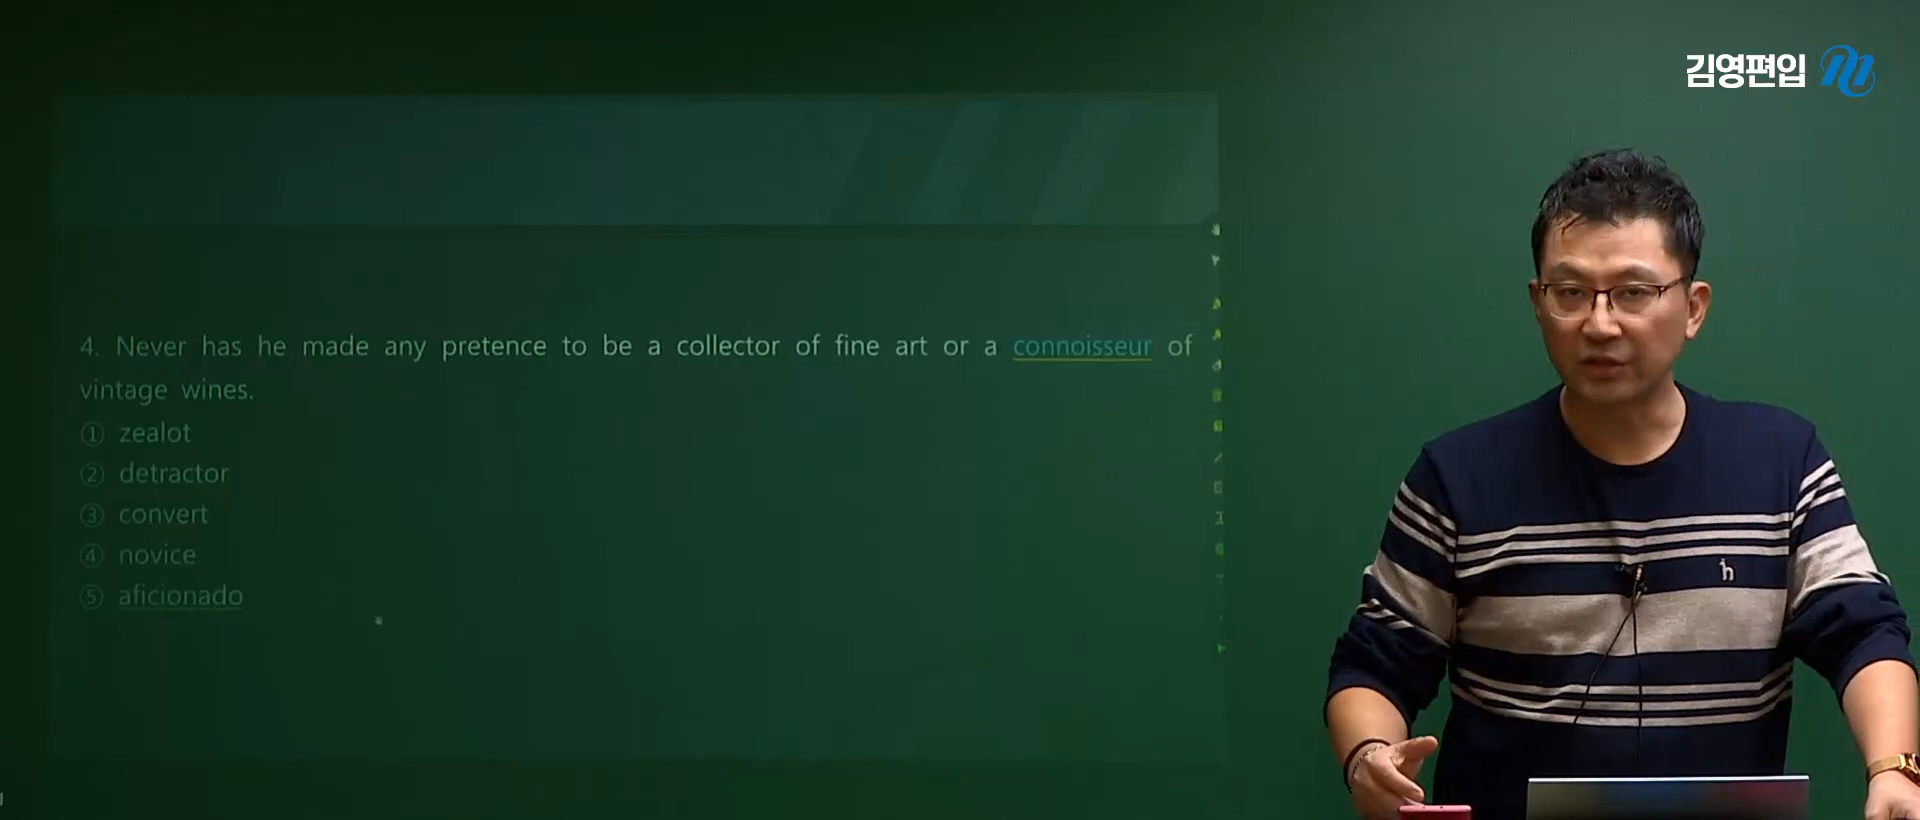 김영편입
4. Never has he made any pretence to be a collector of fine art or a connoisseur of
vintage wines.
① zealot
② detractor
③ convert
④ novice
⑤ aficionado
h